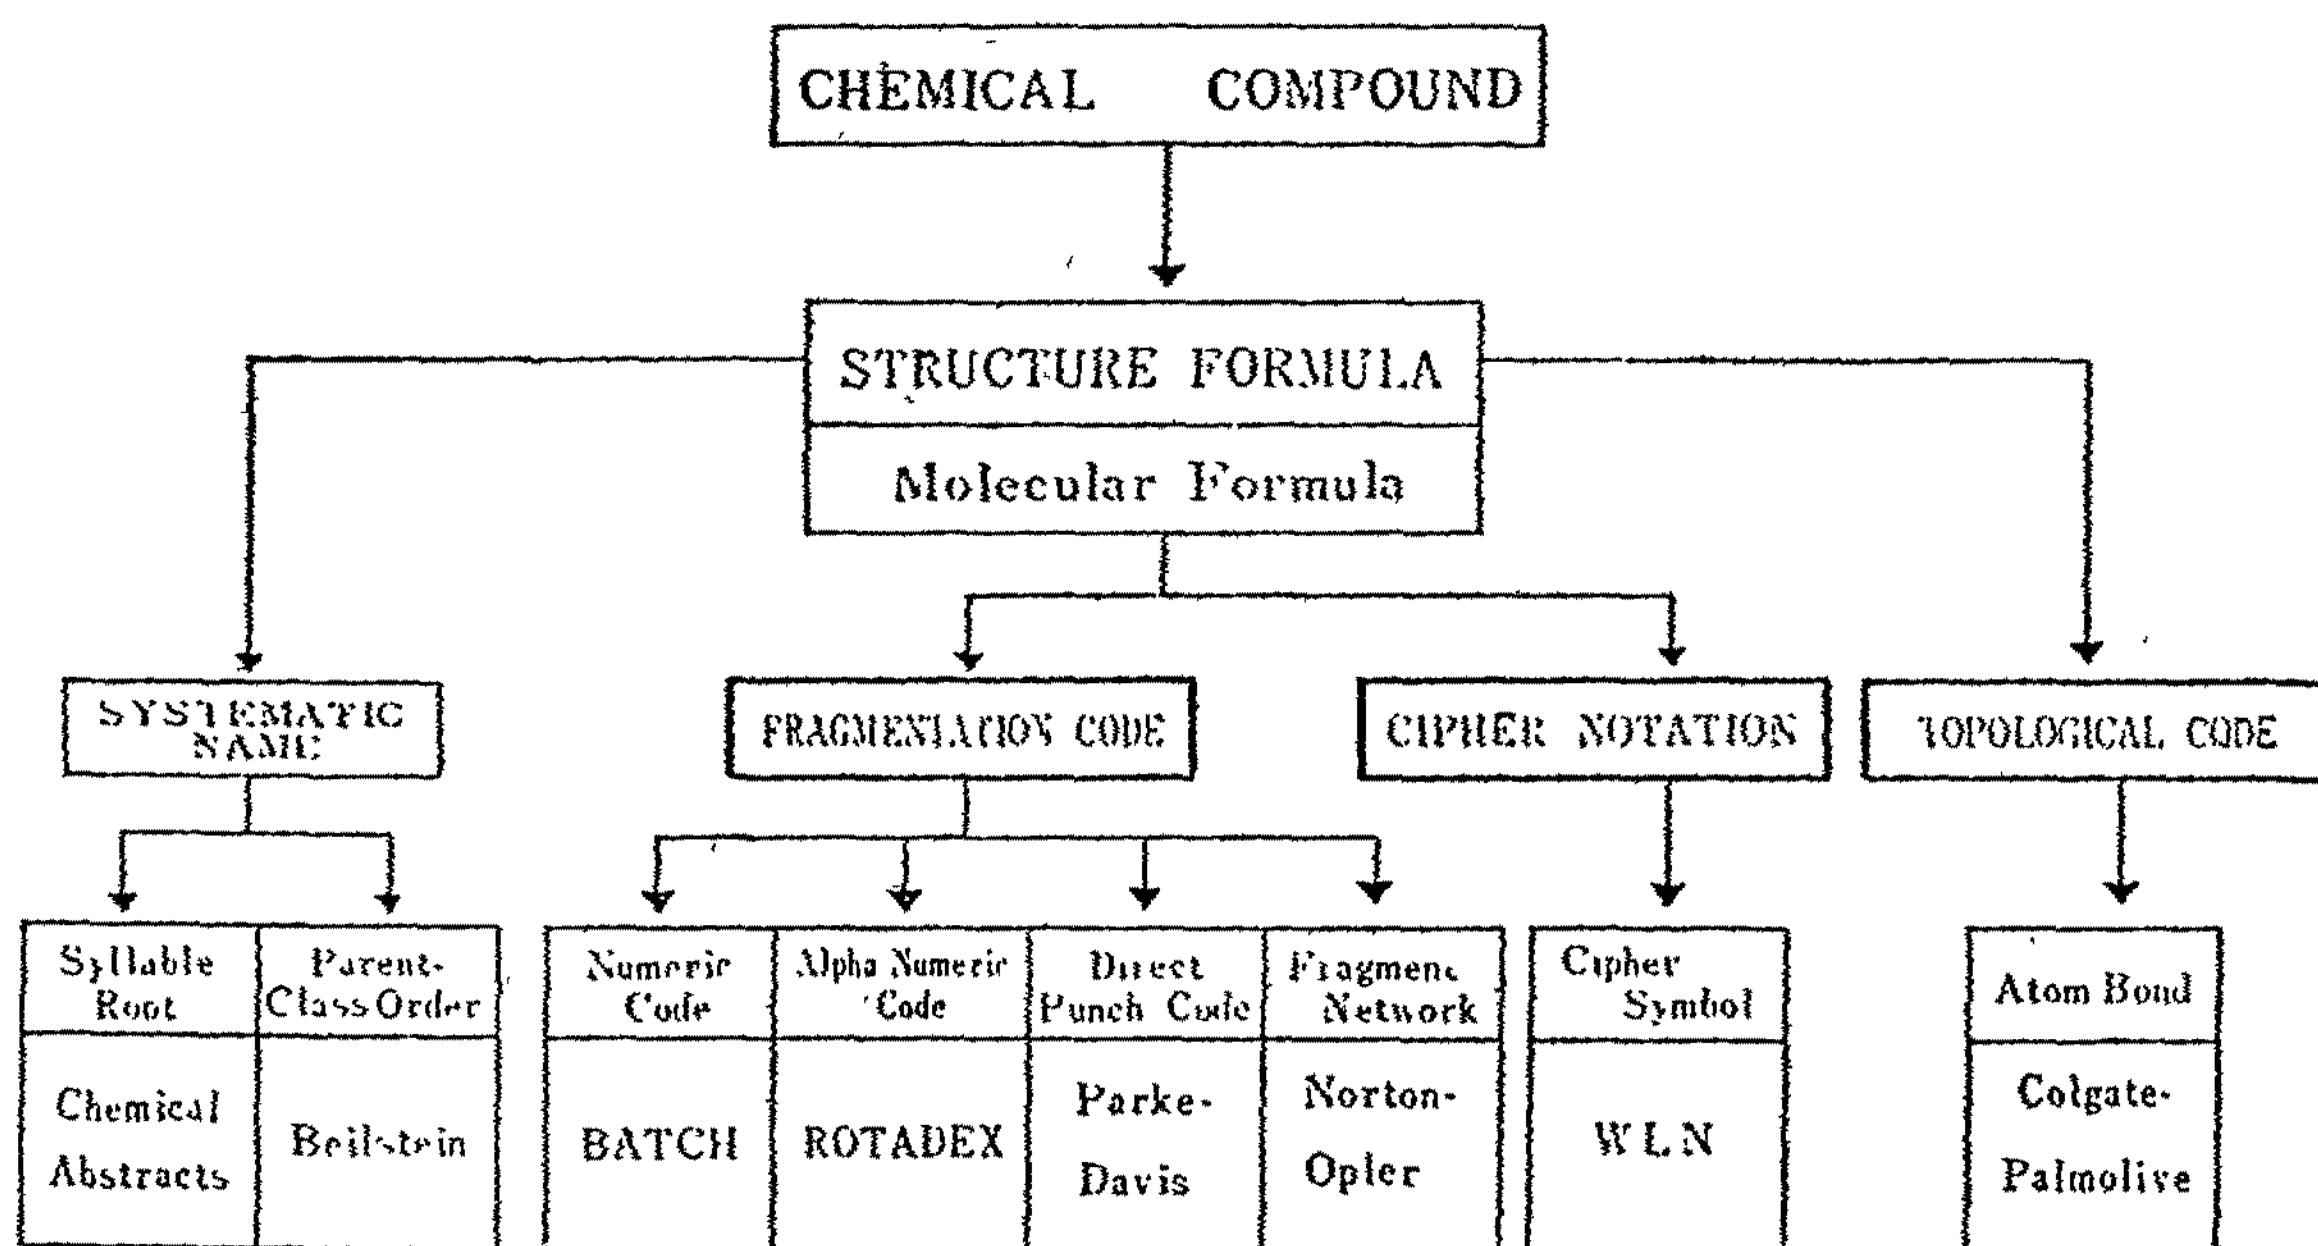 CHEMICAL COMPOUND
STRUCTURE FORMULA
Molecular Formula
SYSTEMATIC
NAME
FRAGMENTATION CODE
CIPHER NOTATION
TOPOLOGICAL CODE
Syllable
Root
Parent-
Class Order
Numeric
Code
Alpha Numeric
Code
Direct
Punch Code
Fragment
Network
Cipher
Symbol
Atom Bond
Chemical
Abstracts
Beilstein
BATCH
ROTADEX
Parke-
Davis
Norton-
Opler
WLN
Colgate-
Palmolive